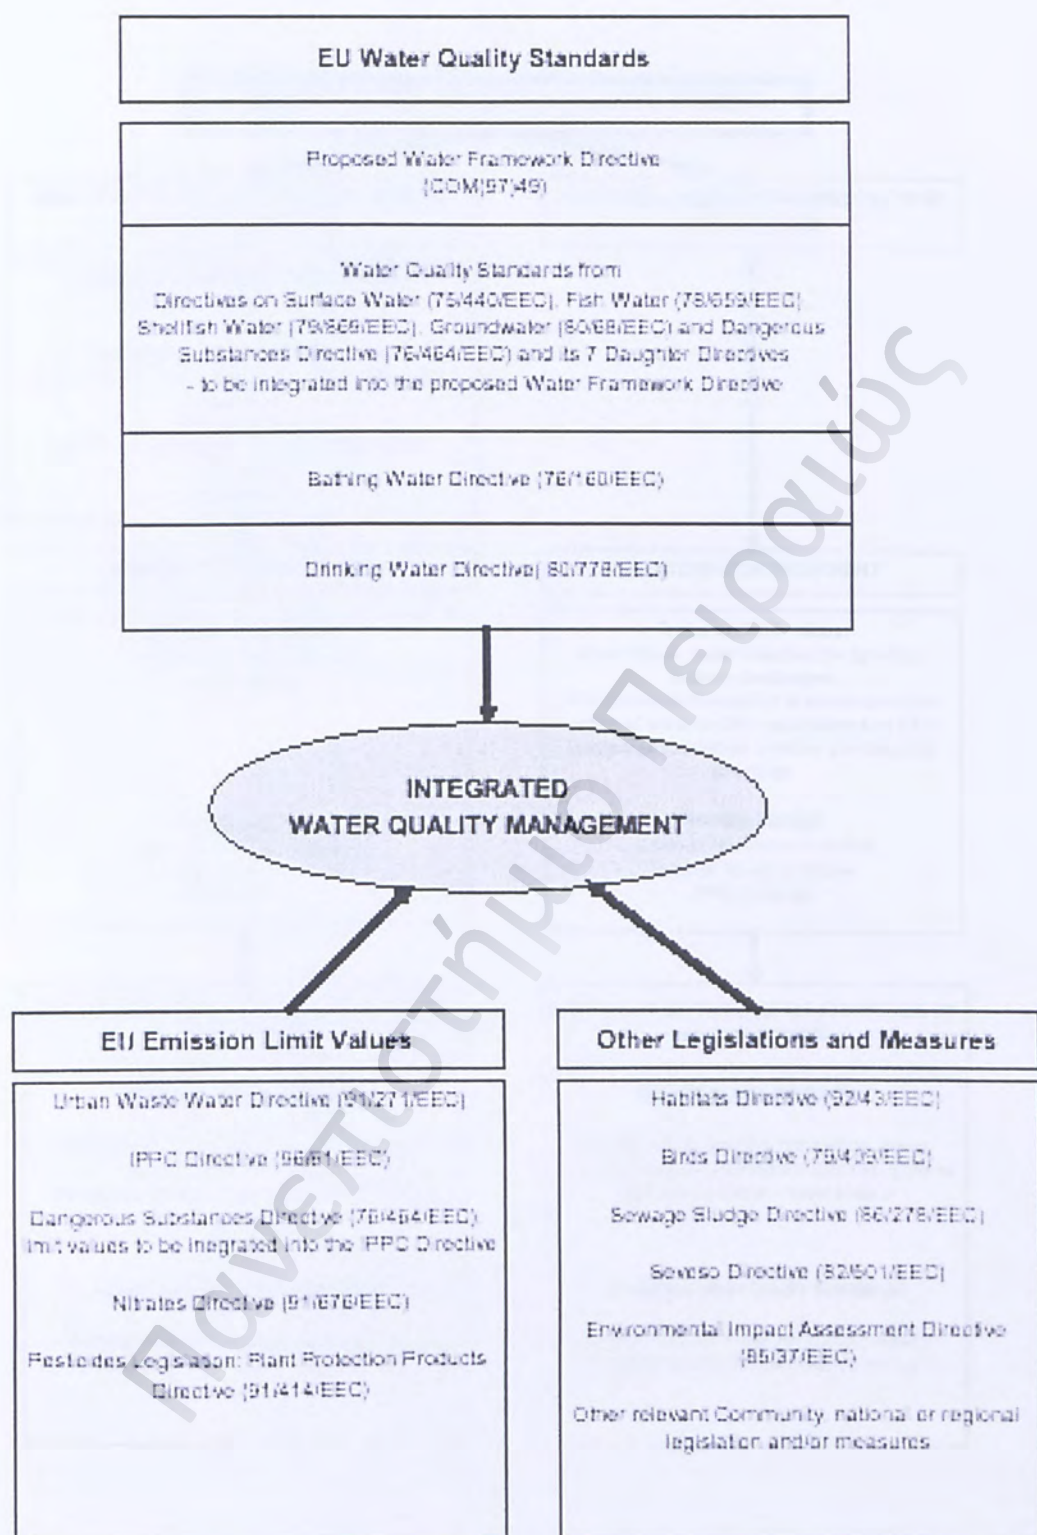 EU Water Quality Standards
Proposed Water Framework Directive
(COM(97)49)
Water Quality Standards from
Directives on Surface Water (75/440/EEC), Fish Water (78/659/EEC)
Shellfish Water (79/869/EEC), Groundwater (80/68/EEC) and Dangerous
Substances Directive (76/464/EEC) and its 7 Daughter Directives
- to be integrated into the proposed Water Framework Directive
Bathing Water Directive (76/160/EEC)
Drinking Water Directive( 80/778/EEC)
INTEGRATED
WATER QUALITY MANAGEMENT
EU Emission Limit Values
Urban Waste Water Directive (91/271/EEC)
IPPC Directive (96/61/EEC)
Dangerous Substances Directive (76/464/EEC),
limit values to be inegrated into the IPPC Directive
Nitrates Directive (91/676/EEC)
Pesticides Legislation: Plant Protection Products
Directive (91/414/EEC)
Other Legislations and Measures
Habitats Directive (92/43/EEC)
Birds Directive (79/409/EEC)
Sewage Sludge Directive (86/278/EEC)
Seveso Directive (82/501/EEC)
Environmental Impact Assessment Directive
(85/37/EEC)
Other relevant Community, national or regional
legislation and/or measures
Πανεπιστήμιο Πειραιώς